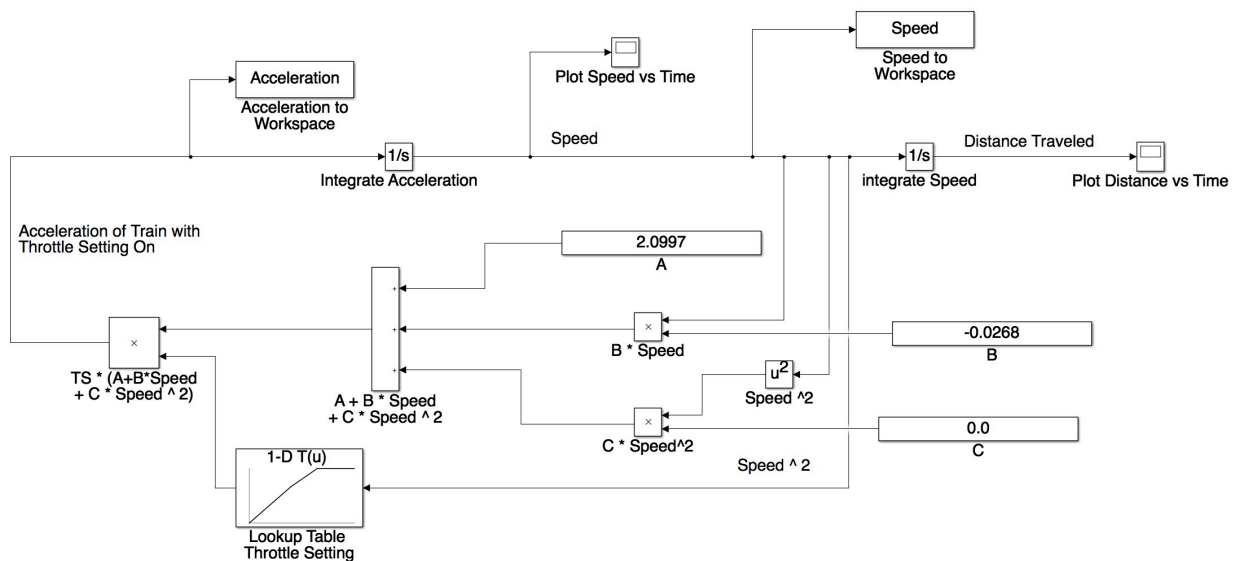 Speed
Speed to
Workspace
Plot Speed vs Time
Acceleration
Acceleration to
Workspace
Speed
Distance Traveled
1/s
Integrate Acceleration
1/s
integrate Speed
Plot Distance vs Time
Acceleration of Train with
Throttle Setting On
2.0997
A
+
+
+
A + B * Speed
+ C * Speed ^ 2
×
B * Speed
-0.0268
B
×
TS * (A+B*Speed
+ C * Speed ^ 2)
u²
Speed ^2
×
C * Speed^2
0.0
C
Speed ^ 2
1-D T(u)
Lookup Table
Throttle Setting